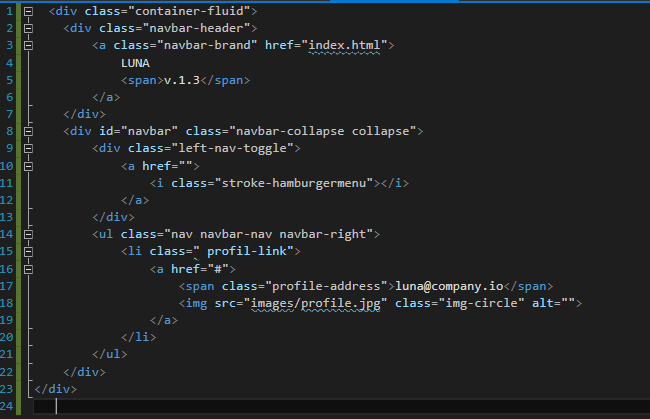 1 <div class="container-fluid">
2 <div class="navbar-header">
3 <a class="navbar-brand" href="index.html">
4 LUNA
5 <span>v.1.3</span>
6 </a>
7 </div>
8 <div id="navbar" class="navbar-collapse collapse">
9 <div class="left-nav-toggle">
10 <a href="">
11 <i class="stroke-hamburgermenu"></i>
12 </a>
13 </div>
14 <ul class="nav navbar-nav navbar-right">
15 <li class=" profil-link">
16 <a href="#">
17 <span class="profile-address">luna@company.io</span>
18 <img src="images/profile.jpg" class="img-circle" alt="">
19 </a>
20 </li>
21 </ul>
22 </div>
23 </div>
24